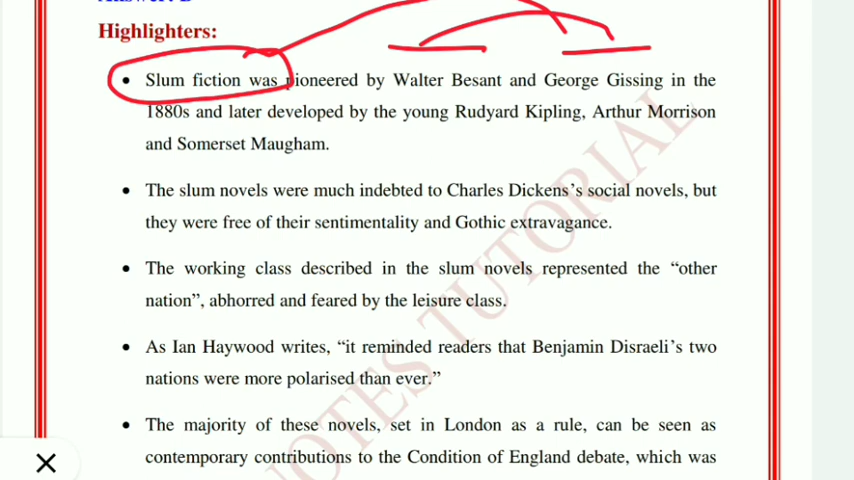 Highlighters:
• Slum fiction was pioneered by Walter Besant and George Gissing in the
1880s and later developed by the young Rudyard Kipling, Arthur Morrison
and Somerset Maugham.
• The slum novels were much indebted to Charles Dickens’s social novels, but
they were free of their sentimentality and Gothic extravagance.
• The working class described in the slum novels represented the “other
nation”, abhorred and feared by the leisure class.
• As Ian Haywood writes, “it reminded readers that Benjamin Disraeli’s two
nations were more polarised than ever.”
• The majority of these novels, set in London as a rule, can be seen as
contemporary contributions to the Condition of England debate, which was
NOTES TUTORIAL